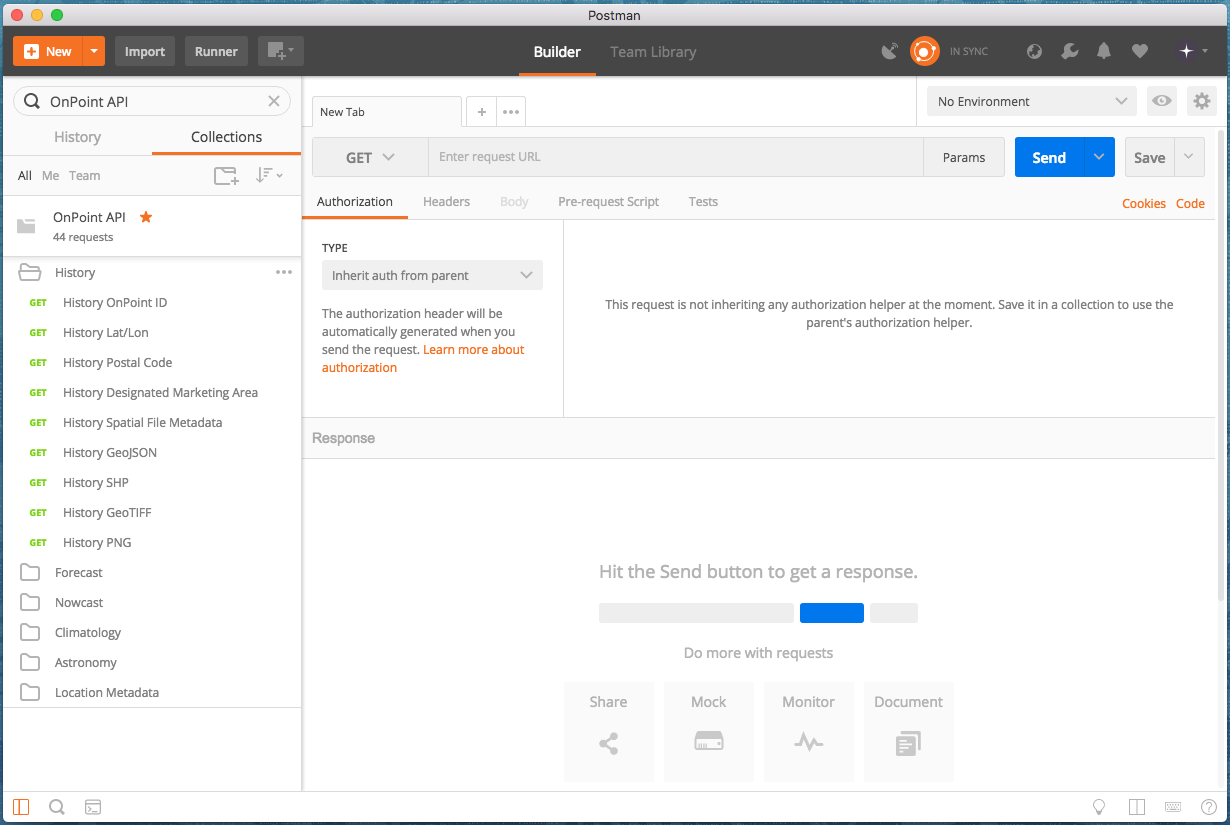 Postman
New
Import
Runner
Builder
Team Library
IN SYNC
OnPoint API
History
Collections
All Me Team
OnPoint API
44 requests
History
GET History OnPoint ID
GET History Lat/Lon
GET History Postal Code
GET History Designated Marketing Area
GET History Spatial File Metadata
GET History GeoJSON
GET History SHP
GET History GeoTIFF
GET History PNG
Forecast
Nowcast
Climatology
Astronomy
Location Metadata
New Tab
No Environment
GET
Enter request URL
Params
Send
Save
Authorization
Headers
Body
Pre-request Script
Tests
Cookies
Code
TYPE
Inherit auth from parent
The authorization header will be
automatically generated when you
send the request. Learn more about
authorization
This request is not inheriting any authorization helper at the moment. Save it in a collection to use the
parent's authorization helper.
Response
Hit the Send button to get a response.
Do more with requests
Share
Mock
Monitor
Document